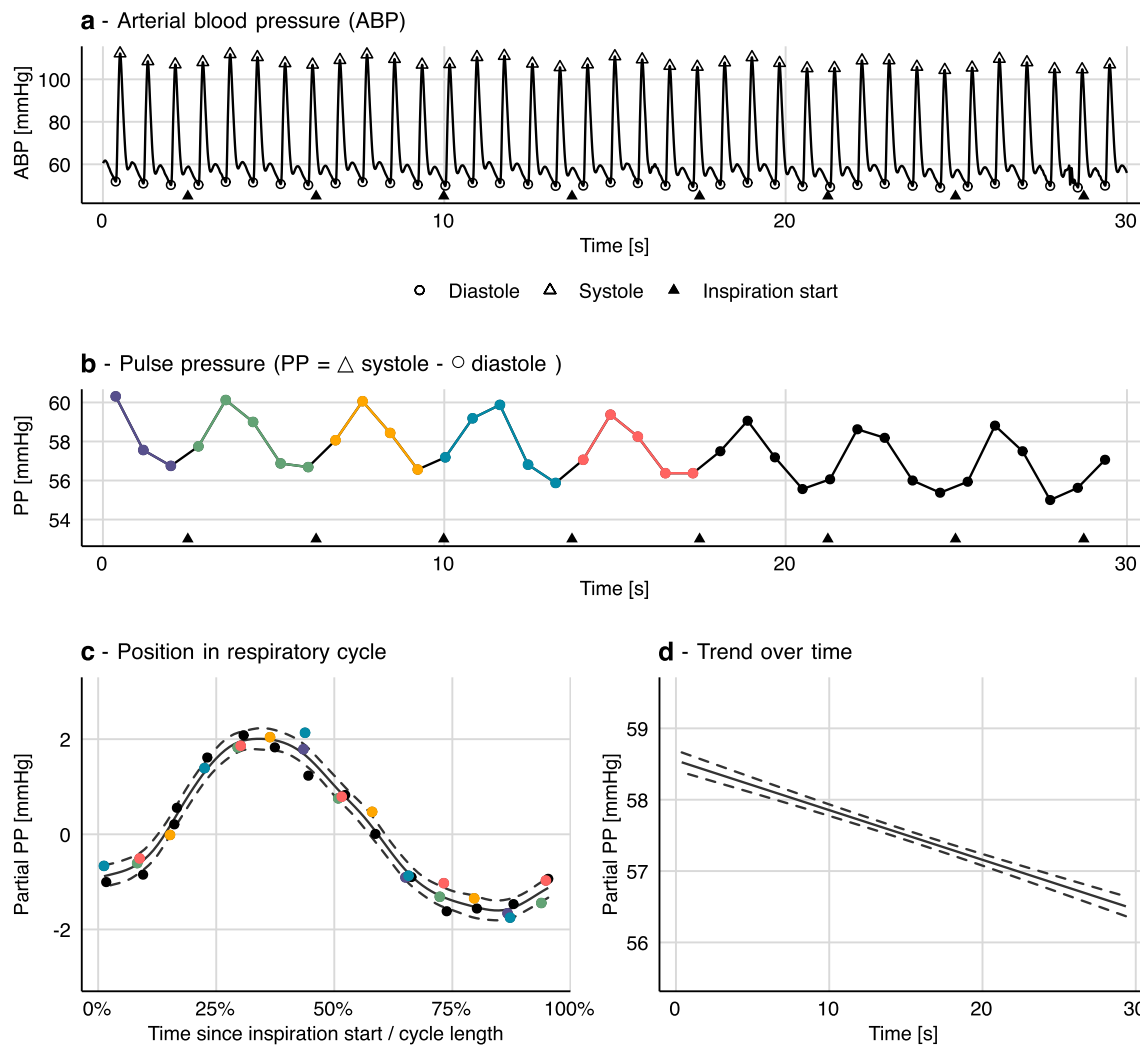 a - Arterial blood pressure (ABP)
ABP [mmHg]
100
80
60
0 10 20 30
Time [s]
Diastole Systole Inspiration start
b - Pulse pressure (PP = △ systole - ○ diastole )
PP [mmHg]
60
58
56
54
0 10 20 30
Time [s]
c - Position in respiratory cycle
Partial PP [mmHg]
2
0
-2
0% 25% 50% 75% 100%
Time since inspiration start / cycle length
d - Trend over time
Partial PP [mmHg]
59
58
57
56
0 10 20 30
Time [s]